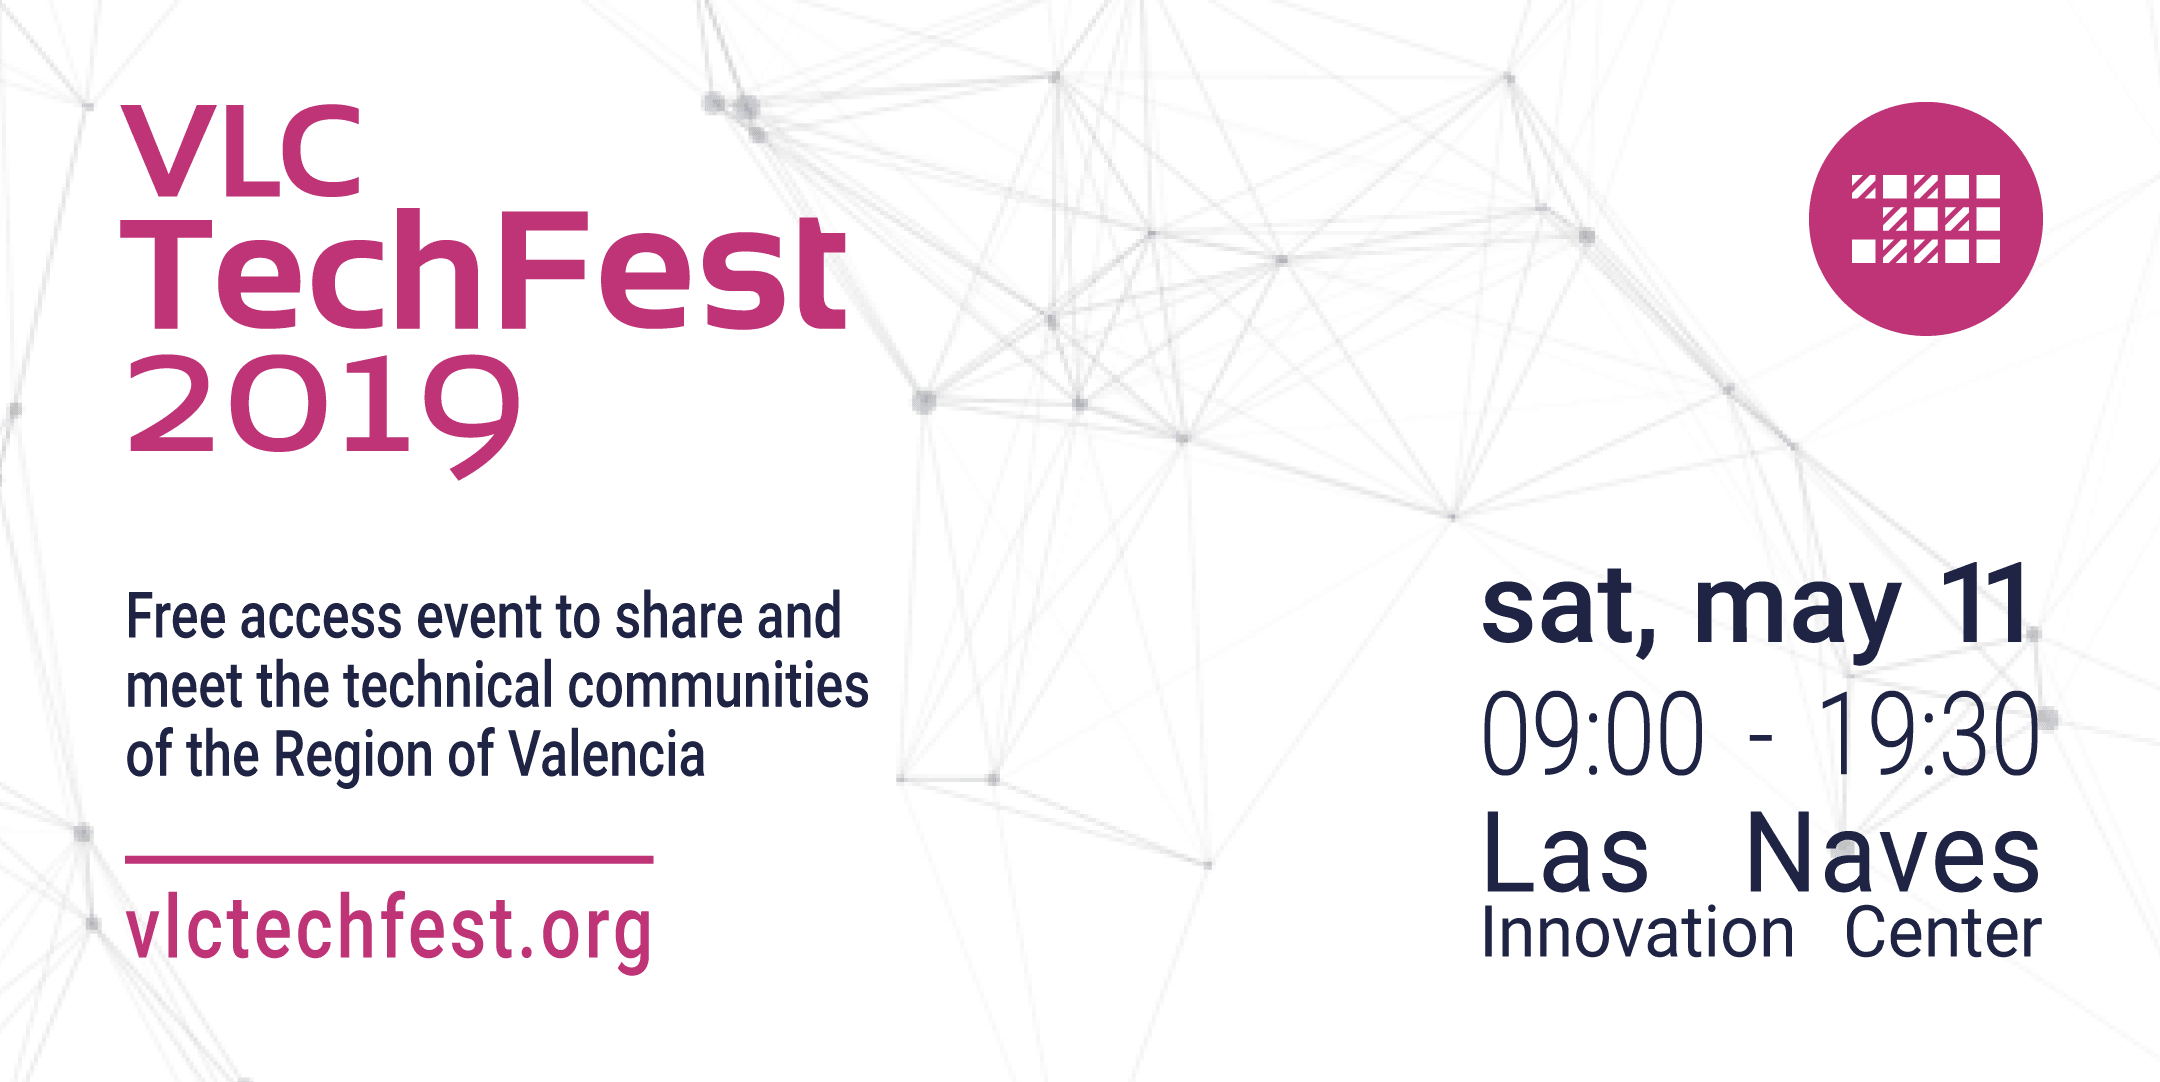 VLC
TechFest
2019
Free access event to share and
meet the technical communities
of the Region of Valencia
vlctechfest.org
sat, may 11
09:00 - 19:30
Las Naves
Innovation Center